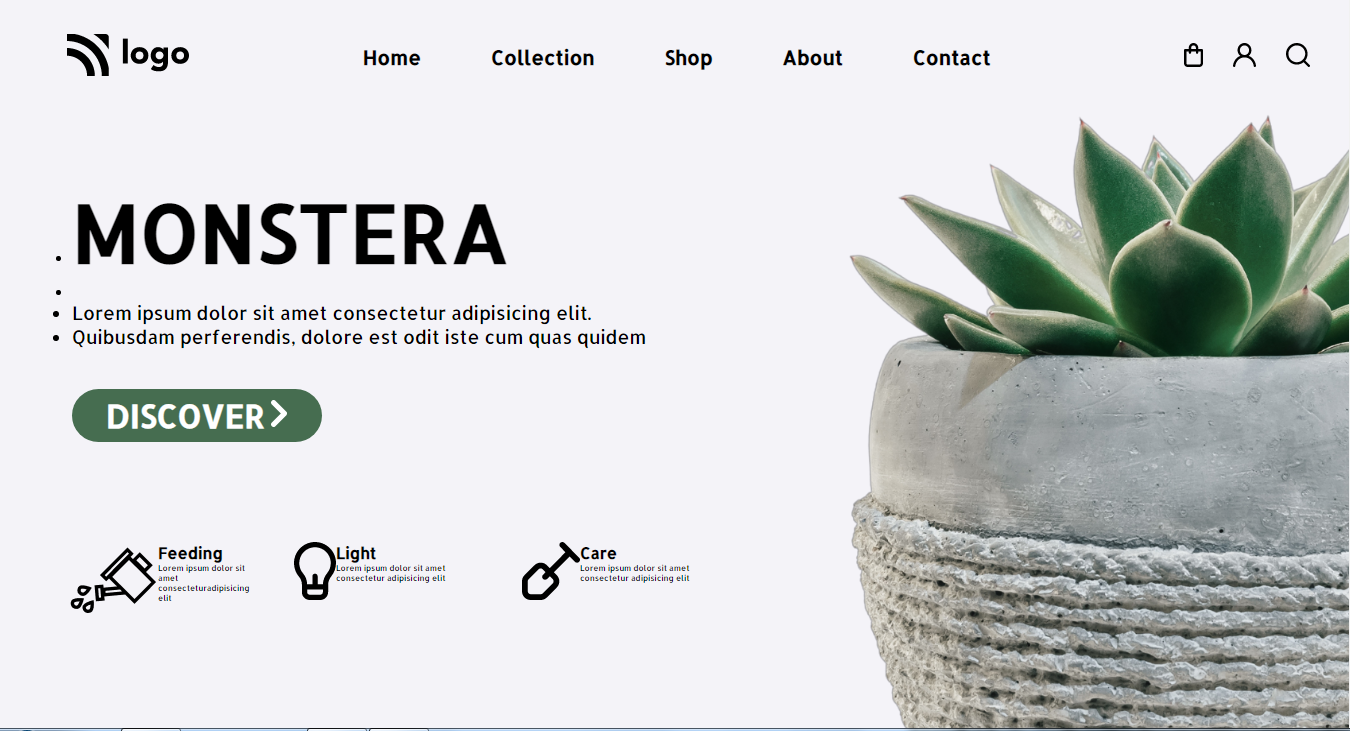 logo
Home Collection Shop About Contact
MONSTERA
Lorem ipsum dolor sit amet consectetur adipisicing elit.
Quibusdam perferendis, dolore est odit iste cum quas quidem
DISCOVER
Feeding
Lorem ipsum dolor sit
amet
consecteturadipisicing
elit
Light
Lorem ipsum dolor sit amet
consectetur adipisicing elit
Care
Lorem ipsum dolor sit amet
consectetur adipisicing elit